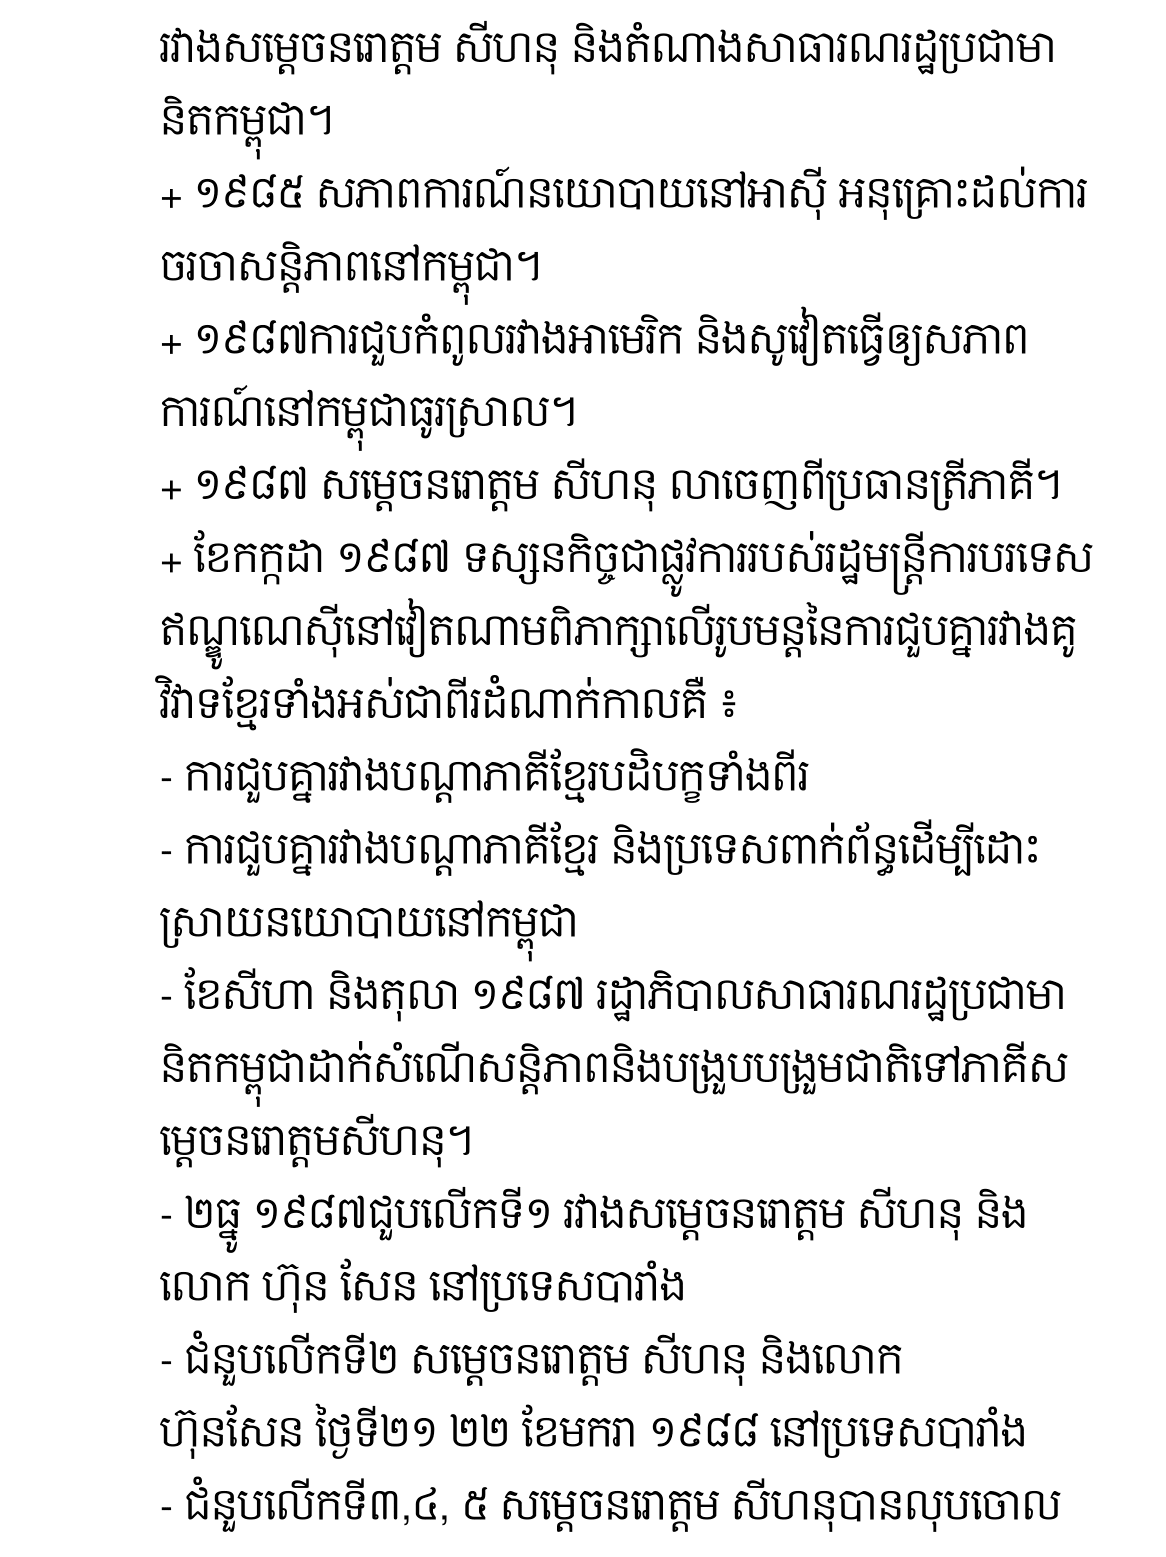 រវាងសម្ដេចនរោត្ដម សីហនុ និងតំណាងសាធារណរដ្ឋប្រជាមា
និតកម្ពុជា។
+ ១៩៨៥ សភាពការណ៍នយោបាយនៅអាស៊ី អនុគ្រោះដល់ការ
ចរចាសន្តិភាពនៅកម្ពុជា។
+ ១៩៨៧ការជួបកំពូលរវាងអាមេរិក និងសូវៀតធ្វើឲ្យសភាព
ការណ៍នៅកម្ពុជាធូរស្រាល។
+ ១៩៨៧ សម្ដេចនរោត្ដម សីហនុ លាចេញពីប្រធានត្រីភាគី។
+ ខែកក្កដា ១៩៨៧ ទស្សនកិច្ចជាផ្លូវការរបស់រដ្ឋមន្ត្រីការបរទេស
ឥណ្ឌូណេស៊ីនៅវៀតណាមពិភាក្សាលើរូបមន្តនៃការជួបគ្នារវាងគូ
វិវាទខ្មែរទាំងអស់ជាពីរដំណាក់កាលគឺ ៖
- ការជួបគ្នារវាងបណ្ដាភាគីខ្មែរបដិបក្ខទាំងពីរ
- ការជួបគ្នារវាងបណ្ដាភាគីខ្មែរ និងប្រទេសពាក់ព័ន្ធដើម្បីដោះ
ស្រាយនយោបាយនៅកម្ពុជា
- ខែសីហា និងតុលា ១៩៨៧ រដ្ឋាភិបាលសាធារណរដ្ឋប្រជាមា
និតកម្ពុជាដាក់សំណើសន្តិភាពនិងបង្រួបបង្រួមជាតិទៅភាគីស
ម្ដេចនរោត្ដមសីហនុ។
- ២ធ្នូ ១៩៨៧ជួបលើកទី១ រវាងសម្ដេចនរោត្ដម សីហនុ និង
លោក ហ៊ុន សែន នៅប្រទេសបារាំង
- ជំនួបលើកទី២ សម្ដេចនរោត្ដម សីហនុ និងលោក
ហ៊ុនសែន ថ្ងៃទី២១ ២២ ខែមករា ១៩៨៨ នៅប្រទេសបារាំង
- ជំនួបលើកទី៣,៤, ៥ សម្ដេចនរោត្ដម សីហនុបានលុបចោល